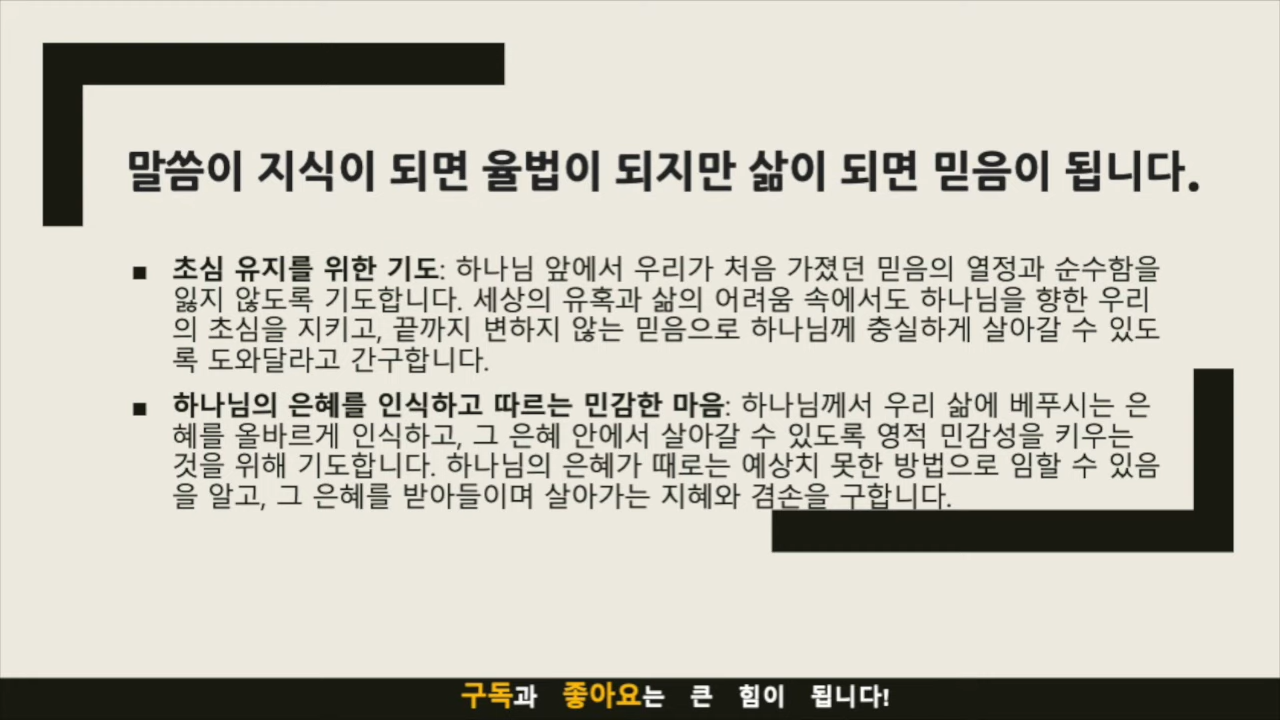 말씀이 지식이 되면 율법이 되지만 삶이 되면 믿음이 됩니다.
■ 초심 유지를 위한 기도: 하나님 앞에서 우리가 처음 가졌던 믿음의 열정과 순수함을
잃지 않도록 기도합니다. 세상의 유혹과 삶의 어려움 속에서도 하나님을 향한 우리
의 초심을 지키고, 끝까지 변하지 않는 믿음으로 하나님께 충실하게 살아갈 수 있도
록 도와달라고 간구합니다.
■ 하나님의 은혜를 인식하고 따르는 민감한 마음: 하나님께서 우리 삶에 베푸시는 은
혜를 올바르게 인식하고, 그 은혜 안에서 살아갈 수 있도록 영적 민감성을 키우는
것을 위해 기도합니다. 하나님의 은혜가 때로는 예상치 못한 방법으로 임할 수 있음
을 알고, 그 은혜를 받아들이며 살아가는 지혜와 겸손을 구합니다.
구독과 좋아요는 큰 힘이 됩니다!